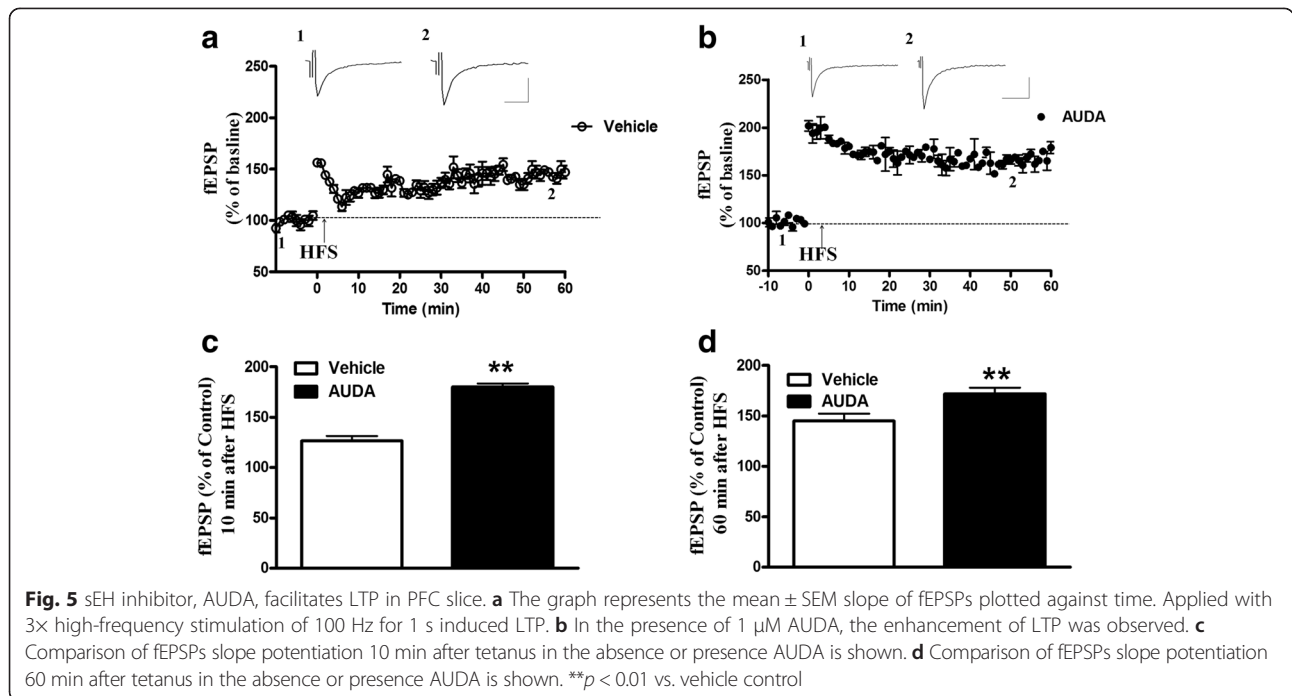 a
1
2
250
200
150
100
50
fEPSP
(% of basline)
Vehicle
1
2
HFS
0 10 20 30 40 50 60
Time (min)
b
1
2
250
200
150
100
50
fEPSP
(% of basline)
AUDA
1
2
HFS
-10 0 10 20 30 40 50 60
Time (min)
c
200
150
100
50
0
fEPSP (% of Control)
10 min after HFS
Vehicle
AUDA
**
d
200
150
100
50
0
fEPSP (% of Control)
60 min after HFS
Vehicle
AUDA
**
Fig. 5 sEH inhibitor, AUDA, facilitates LTP in PFC slice. a The graph represents the mean ± SEM slope of fEPSPs plotted against time. Applied with
3× high-frequency stimulation of 100 Hz for 1 s induced LTP. b In the presence of 1 μM AUDA, the enhancement of LTP was observed. c
Comparison of fEPSPs slope potentiation 10 min after tetanus in the absence or presence AUDA is shown. d Comparison of fEPSPs slope potentiation
60 min after tetanus in the absence or presence AUDA is shown. **p < 0.01 vs. vehicle control